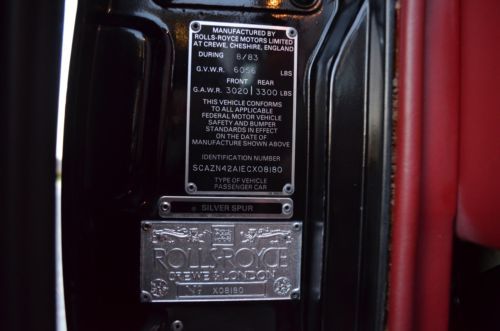 MANUFACTURED BY
ROLLS-ROYCE MOTORS LIMITED
AT CREWE, CHESHIRE, ENGLAND
DURING 8/83
G.V.W.R. 6056 LBS
FRONT REAR
G.A.W.R. 3020 3300 LBS
THIS VEHICLE CONFORMS
TO ALL APPLICABLE
FEDERAL MOTOR VEHICLE
SAFETY AND BUMPER
STANDARDS IN EFFECT
ON THE DATE OF
MANUFACTURE SHOWN ABOVE
IDENTIFICATION NUMBER
SCAZN42A1ECX08180
TYPE OF VEHICLE
PASSENGER CAR
SILVER SPUR
ROLLS-ROYCE
CREWE & LONDON
No X08180